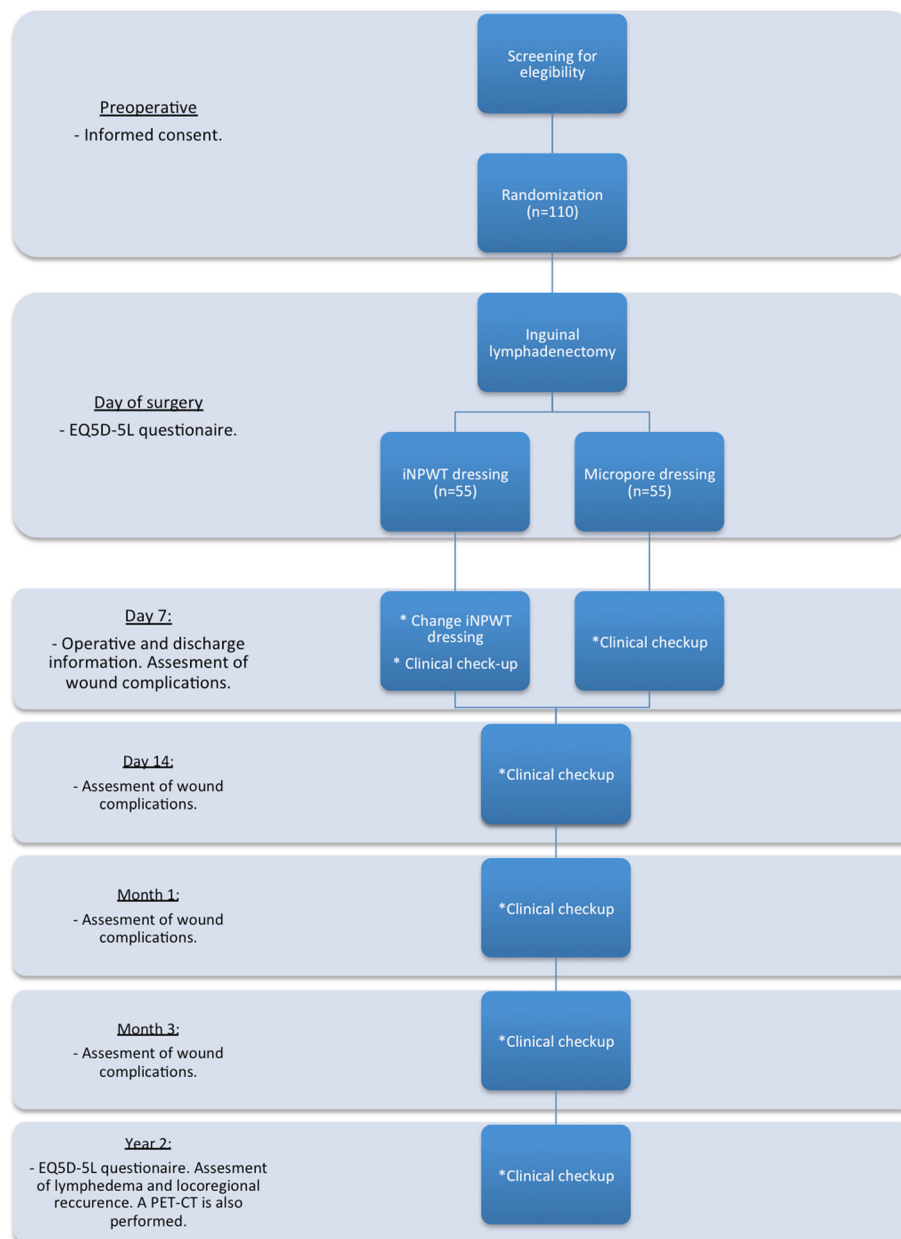 Screening for
elegibility
Preoperative
- Informed consent.
Randomization
(n=110)
Inguinal
lymphadenectomy
Day of surgery
- EQ5D-5L questionaire.
iNPWT dressing
(n=55)
Micropore dressing
(n=55)
Day 7:
- Operative and discharge
information. Assesment of
wound complications.
* Change iNPWT
dressing
* Clinical check-up
*Clinical checkup
Day 14:
- Assesment of wound
complications.
*Clinical checkup
Month 1:
- Assesment of wound
complications.
*Clinical checkup
Month 3:
- Assesment of wound
complications.
*Clinical checkup
Year 2:
- EQ5D-5L questionaire. Assesment
of lymphedema and locoregional
reccurence. A PET-CT is also
performed.
*Clinical checkup